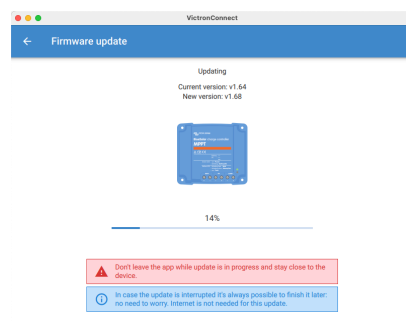 VictronConnect
Firmware update
Updating
Current version: v1.64
New version: v1.68
MPPT
14%
Don't leave the app while update is in progress and stay close to the
device.
In case the update is interrupted it's always possible to finish it later:
no need to worry. Internet is not needed for this update.